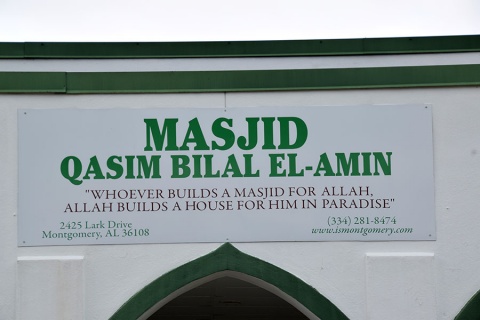 MASJID
QASIM BILAL EL-AMIN
"WHOEVER BUILDS A MASJID FOR ALLAH,
ALLAH BUILDS A HOUSE FOR HIM IN PARADISE"
2425 Lark Drive
Montgomery, AL 36108
(334) 281-8474
www.ismontgomery.com